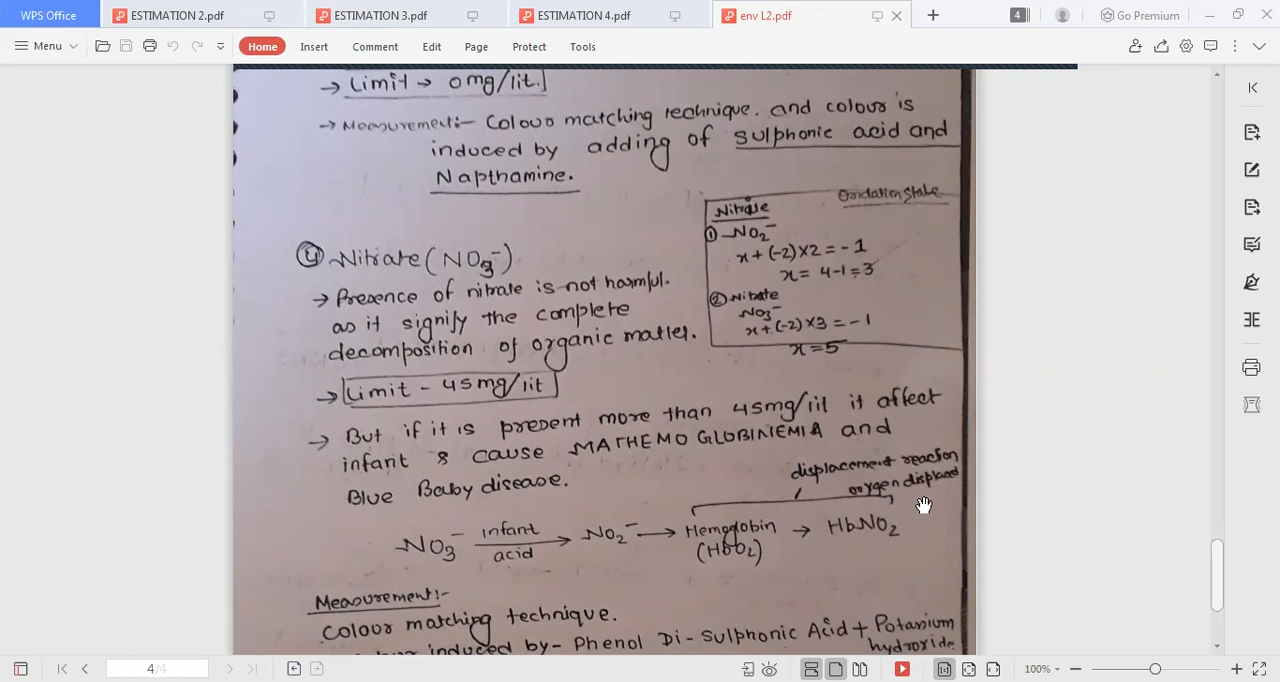 WPS Office
ESTIMATION 2.pdf
ESTIMATION 3.pdf
ESTIMATION 4.pdf
env L2.pdf
4
Go Premium
Menu
Home
Insert
Comment
Edit
Page
Protect
Tools
→ Limit → 0mg/lit.
→ Measurement:- Colour matching technique. and colour is
induced by adding of sulphonic acid and
Napthamine.
Oxidation State
Nitrate
① NO2⁻
x + (-2)×2 = -1
x = 4-1=3
② Nitrate
NO3⁻
x + (-2)×3 = -1
x = 5
④ Nitrate (NO3⁻)
→ Presence of nitrate is not harmful.
as it signify the complete
decomposition of organic matter.
→ Limit - 45mg/lit
→ But if it is present more than 45mg/lit it affect
infant & cause MATHEMO GLOBINEMIA and
Blue Baby disease.
displacement reaction
oxygen displaced
NO3⁻ infant acid → NO2⁻ → Hemoglobin (HbO2) → HbNO2
Measurement:-
Colour matching technique.
induced by- Phenol Di-Sulphonic Acid + Potassium
hydroxide
4/4
100%